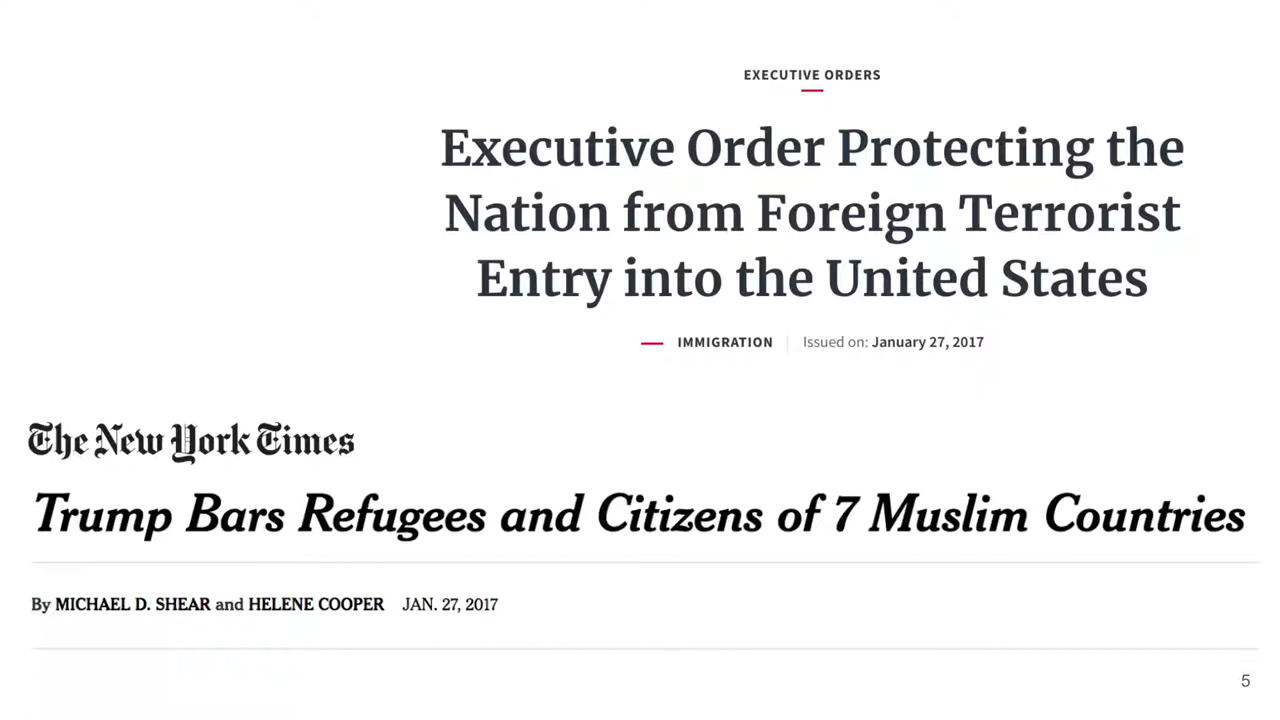 EXECUTIVE ORDERS
Executive Order Protecting the
Nation from Foreign Terrorist
Entry into the United States
IMMIGRATION Issued on: January 27, 2017
The New York Times
Trump Bars Refugees and Citizens of 7 Muslim Countries
By MICHAEL D. SHEAR and HELENE COOPER JAN. 27, 2017
5